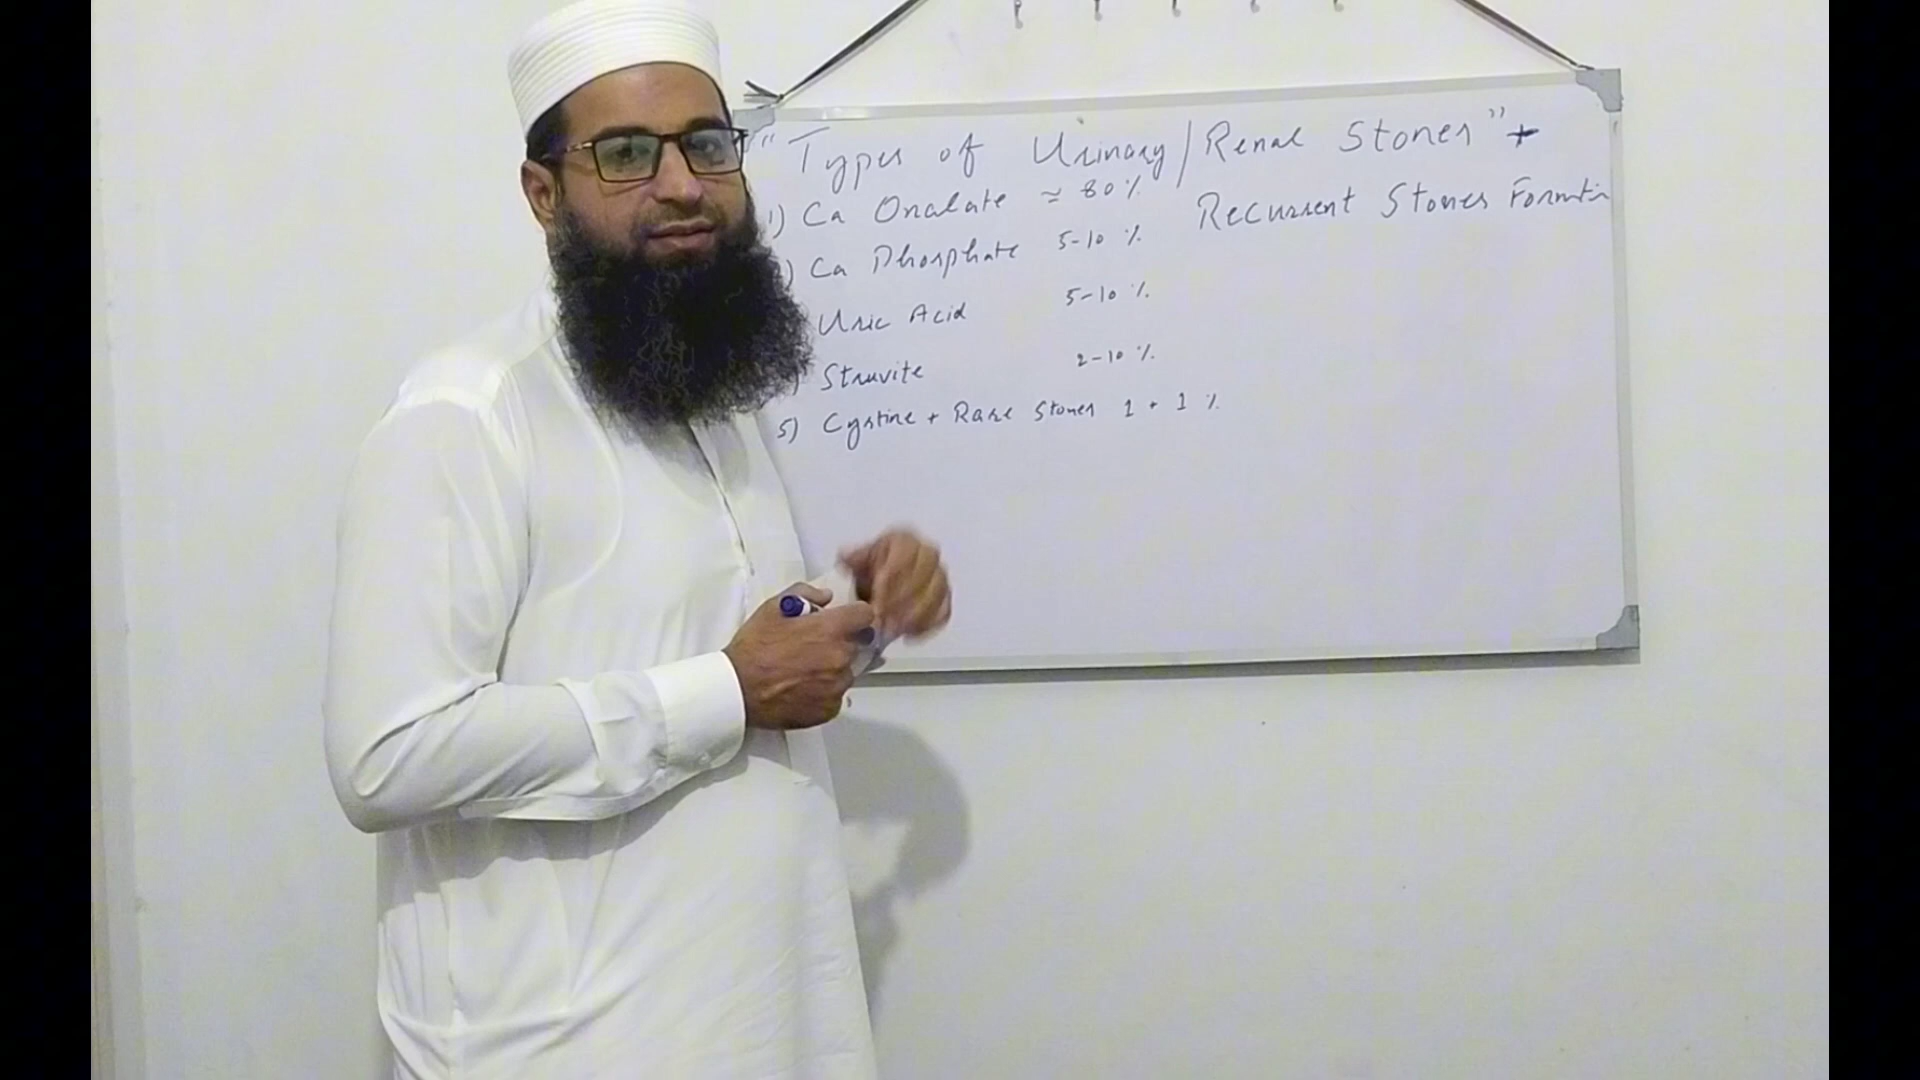 "Types of Urinary/Renal Stones" +
Recurrent Stones Formation
1) Ca Oxalate ≈ 80 %
) Ca Phosphate 5-10 %
Uric Acid 5-10 %
) Struvite 2-10 %
5) Cystine + Rare Stones 1 + 1 %